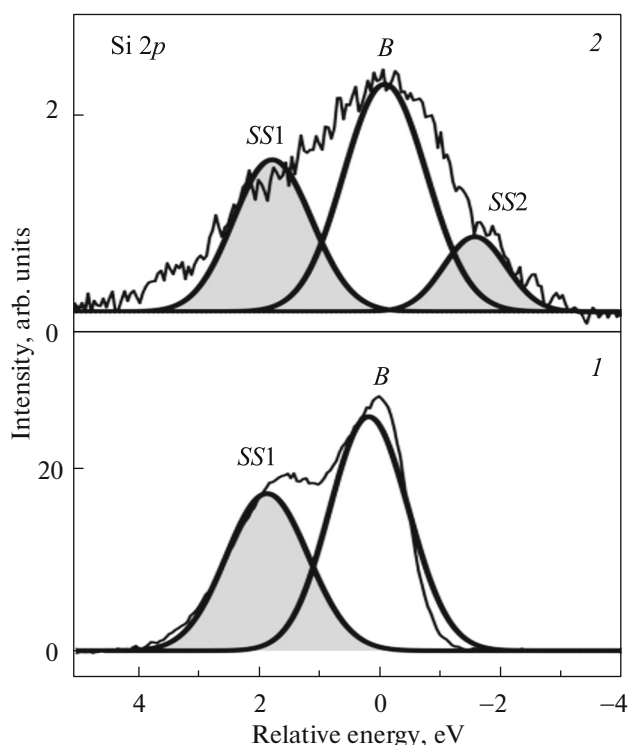 Si 2p
B
2
2
SS1
SS2
0
Intensity, arb. units
B
1
SS1
20
0
4 2 0 −2 −4
Relative energy, eV